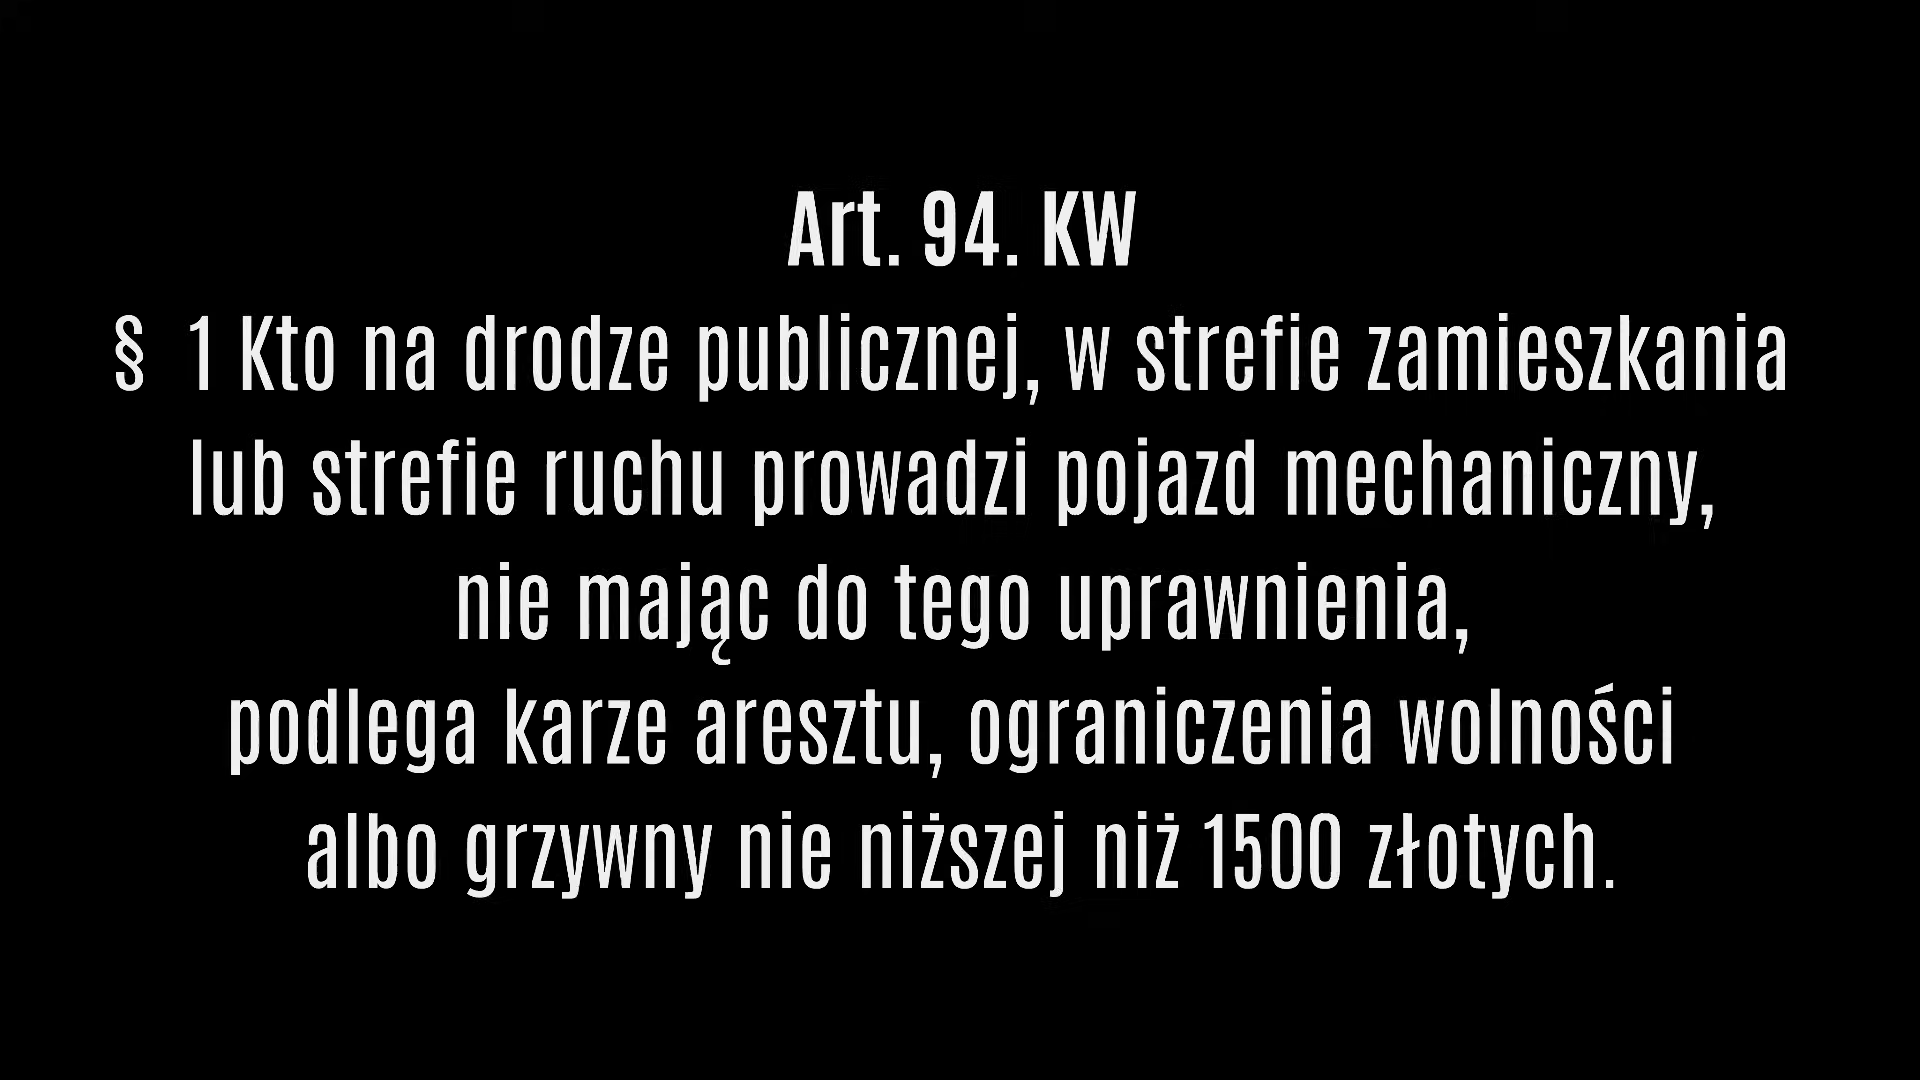 Art. 94. KW
§ 1 Kto na drodze publicznej, w strefie zamieszkania
lub strefie ruchu prowadzi pojazd mechaniczny,
nie mając do tego uprawnienia,
podlega karze aresztu, ograniczenia wolności
albo grzywny nie niższej niż 1500 złotych.